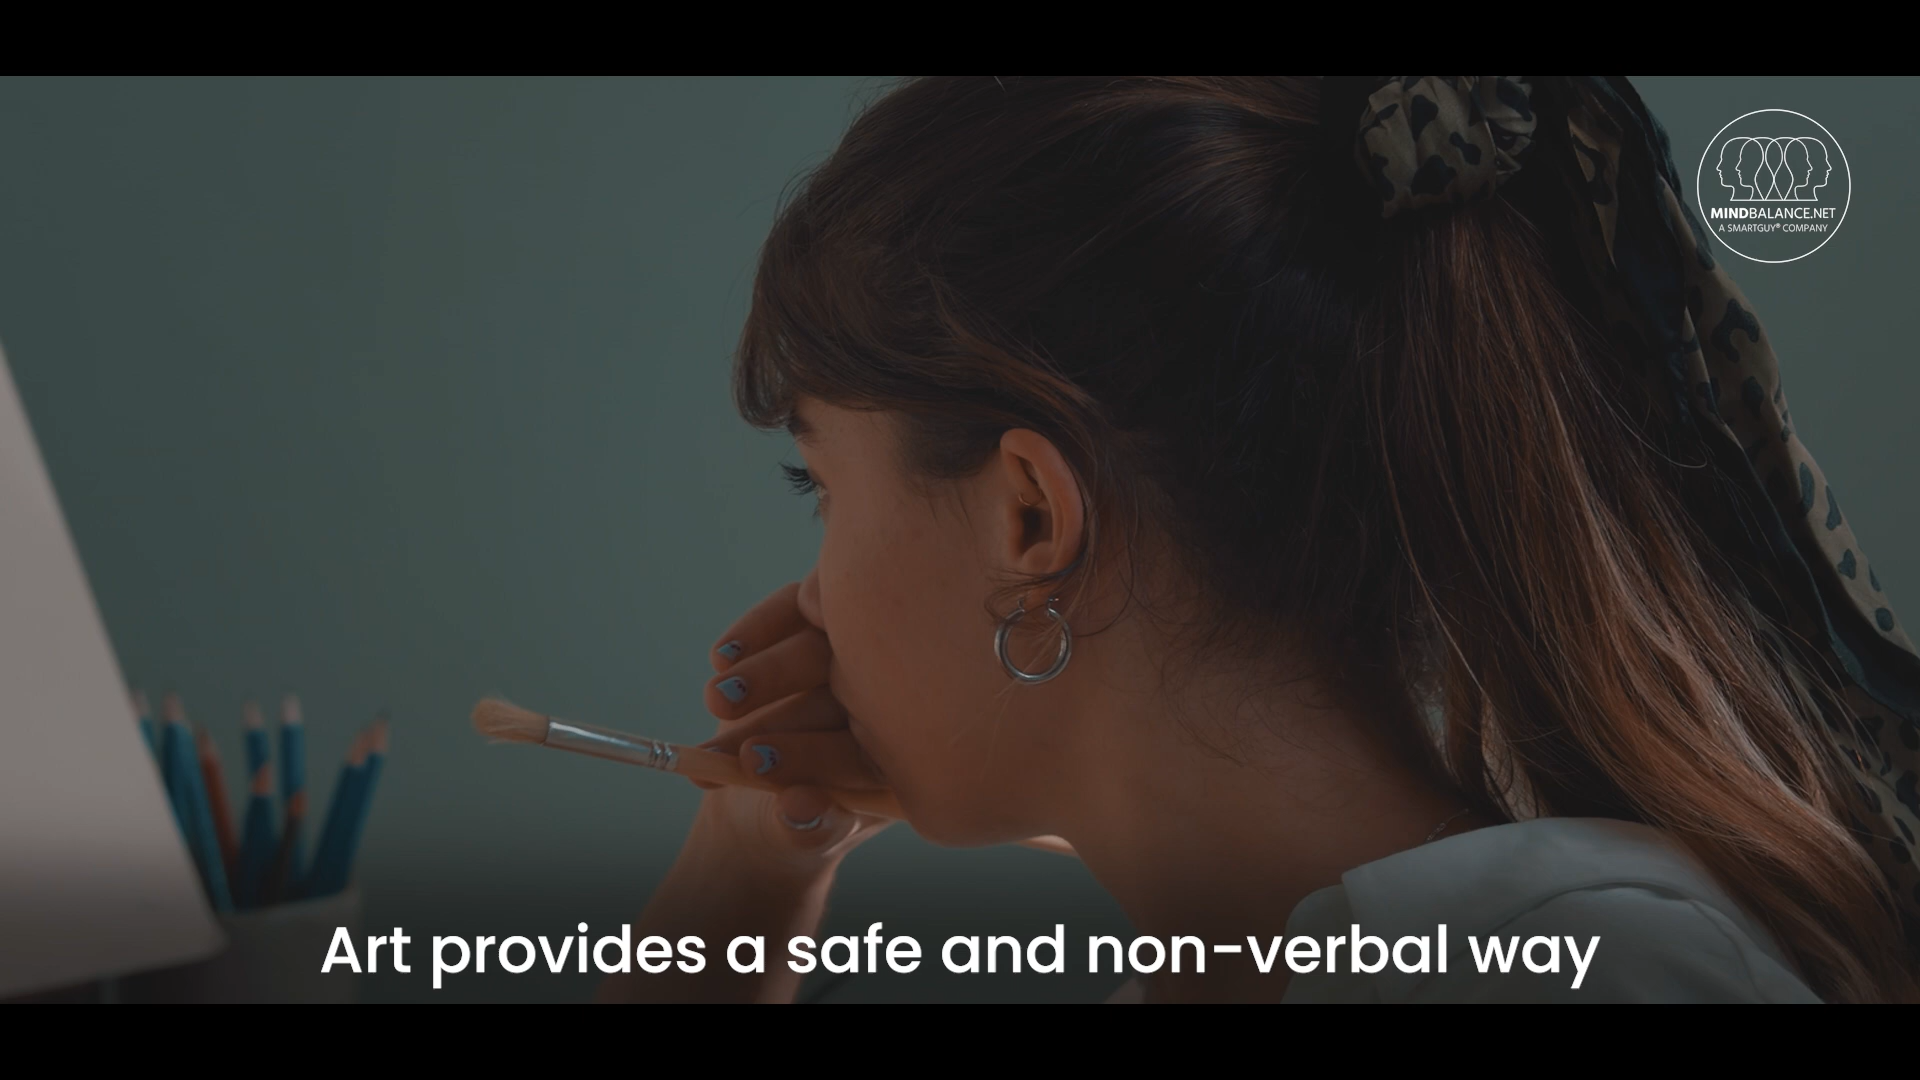 MINDBALANCE.NET
A SMARTGUY® COMPANY
Art provides a safe and non-verbal way